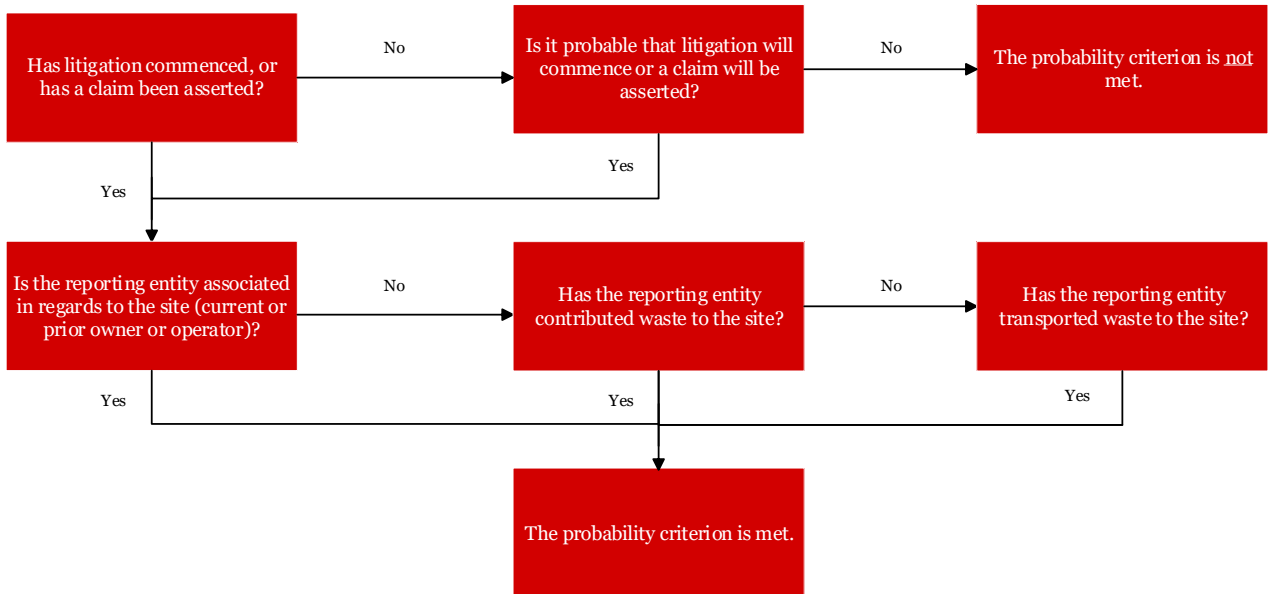 Has litigation commenced, or
has a claim been asserted?
No
Is it probable that litigation will
commence or a claim will be
asserted?
No
The probability criterion is not
met.
Yes
Yes
Is the reporting entity associated
in regards to the site (current or
prior owner or operator)?
No
Has the reporting entity
contributed waste to the site?
No
Has the reporting entity
transported waste to the site?
Yes
Yes
Yes
The probability criterion is met.